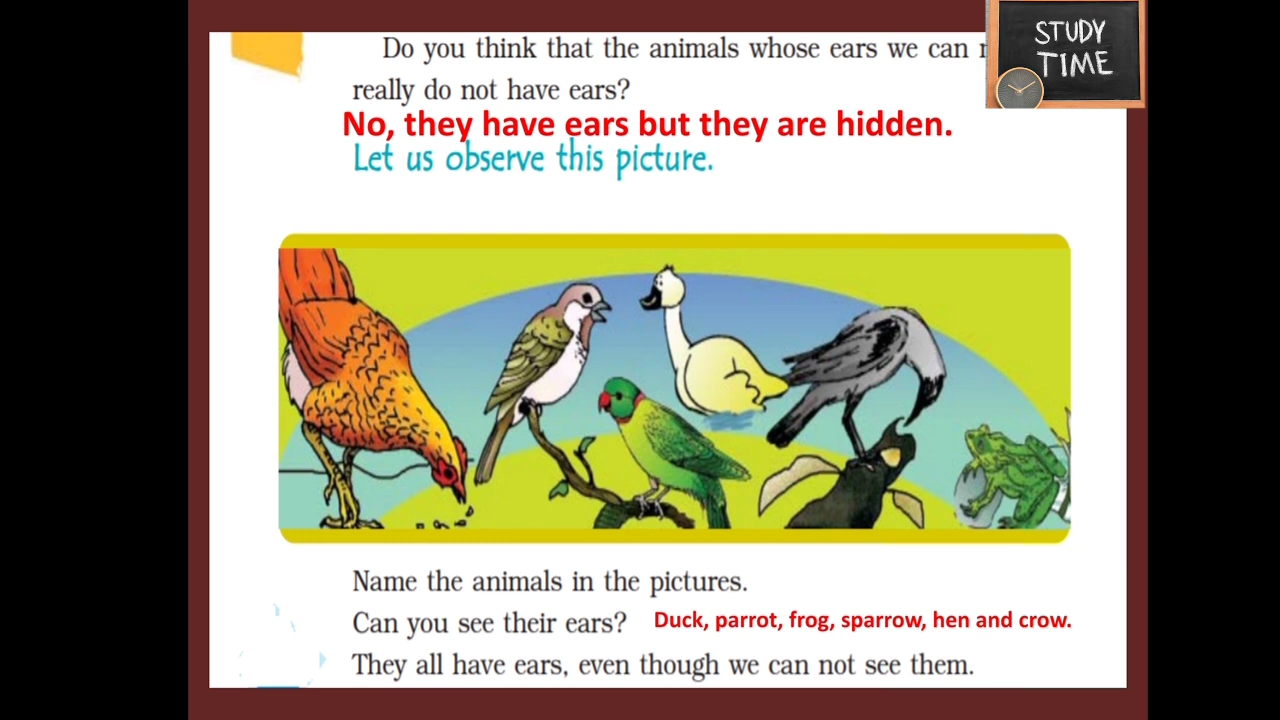 Do you think that the animals whose ears we can
really do not have ears?
No, they have ears but they are hidden.
Let us observe this picture.
Name the animals in the pictures.
Can you see their ears? Duck, parrot, frog, sparrow, hen and crow.
They all have ears, even though we can not see them.
STUDY
TIME